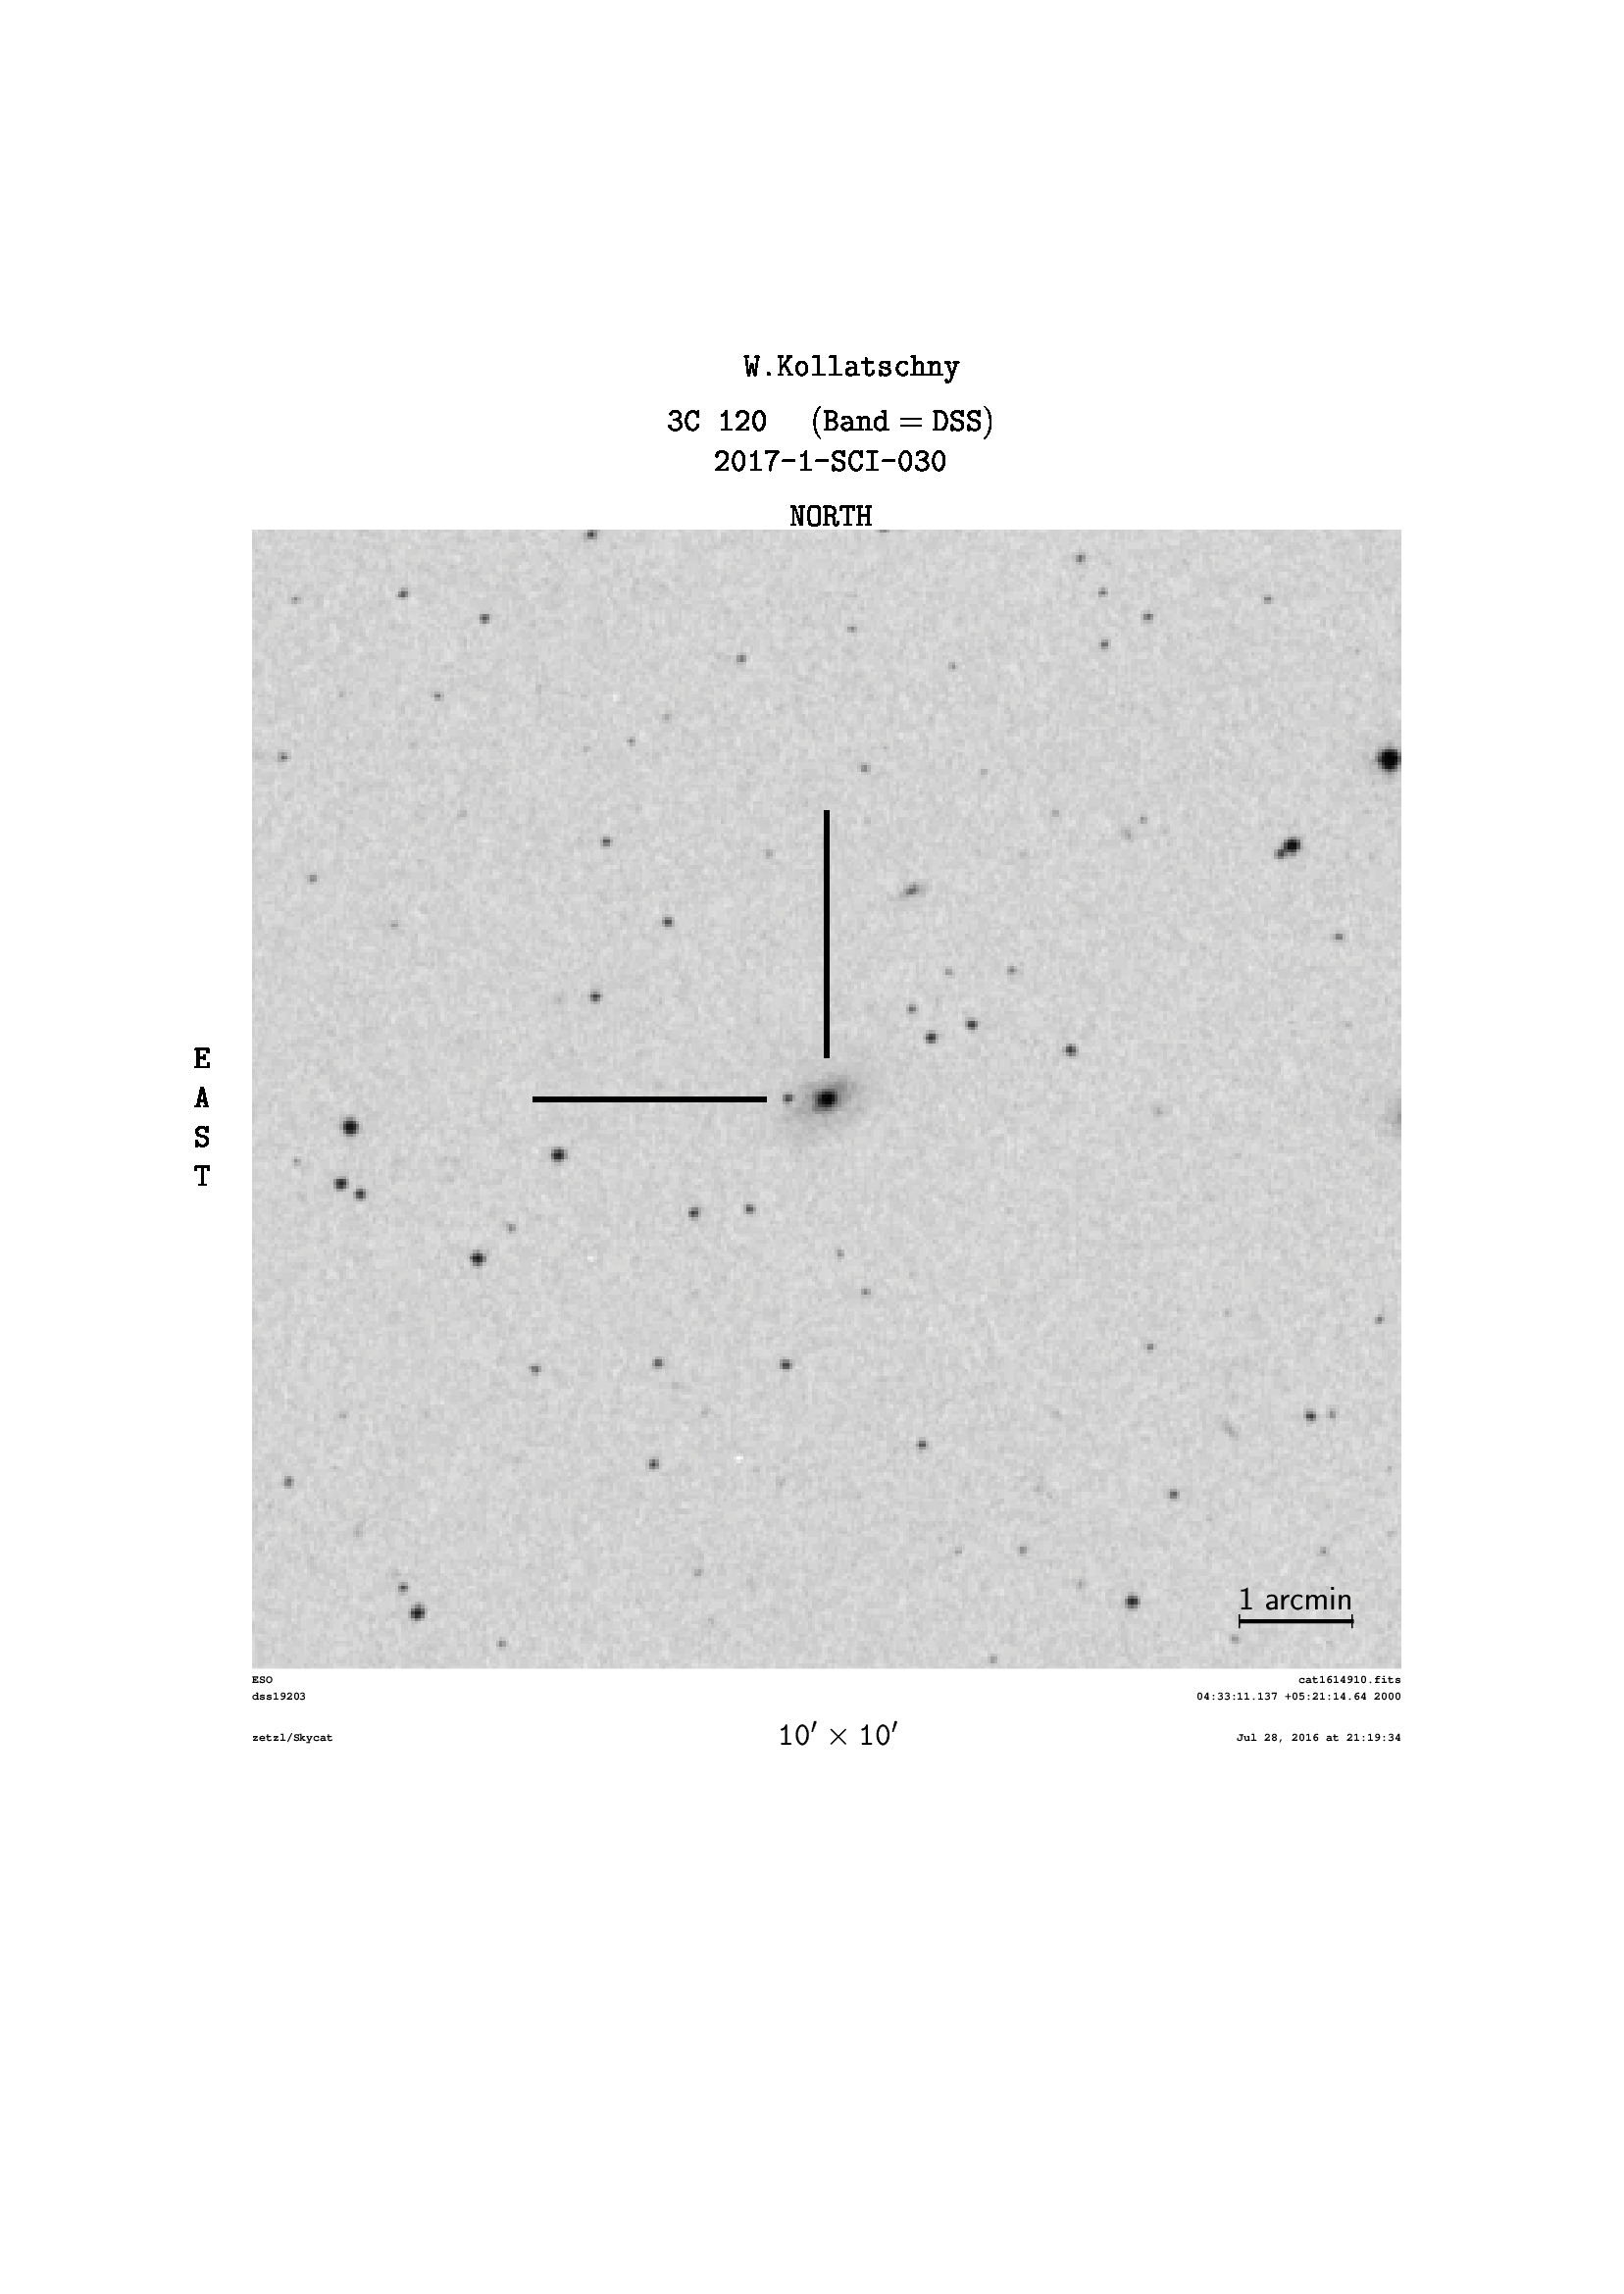 W.Kollatschny
3C 120 (Band = DSS)
2017-1-SCI-030
NORTH
E
A
S
T
1 arcmin
ESO
cat1614910.fits
dss19203
04:33:11.137 +05:21:14.64 2000
zetzl/Skycat
10′ × 10′
Jul 28, 2016 at 21:19:34